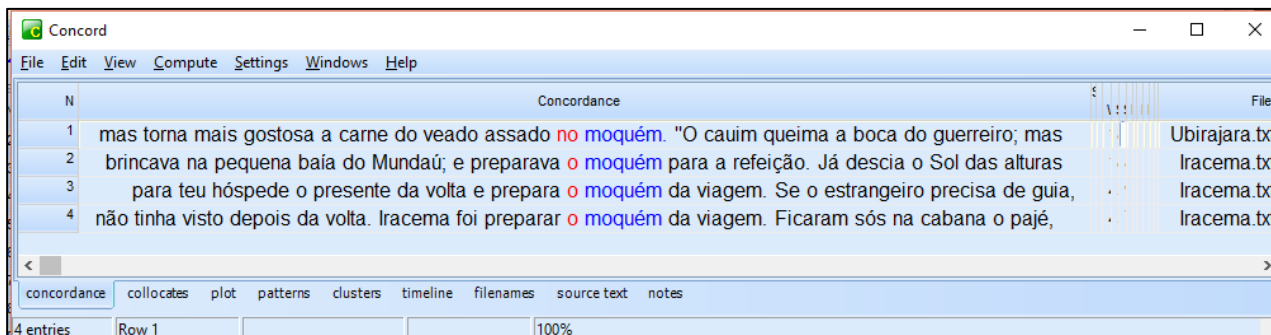 Concord
File Edit View Compute Settings Windows Help
N Concordance File
1 mas torna mais gostosa a carne do veado assado no moquém. "O cauim queima a boca do guerreiro; mas Ubirajara.tx
2 brincava na pequena baía do Mundaú; e preparava o moquém para a refeição. Já descia o Sol das alturas Iracema.tx
3 para teu hóspede o presente da volta e prepara o moquém da viagem. Se o estrangeiro precisa de guia, Iracema.tx
4 não tinha visto depois da volta. Iracema foi preparar o moquém da viagem. Ficaram sós na cabana o pajé, Iracema.tx
concordance collocates plot patterns clusters timeline filenames source text notes
4 entries Row 1 100%